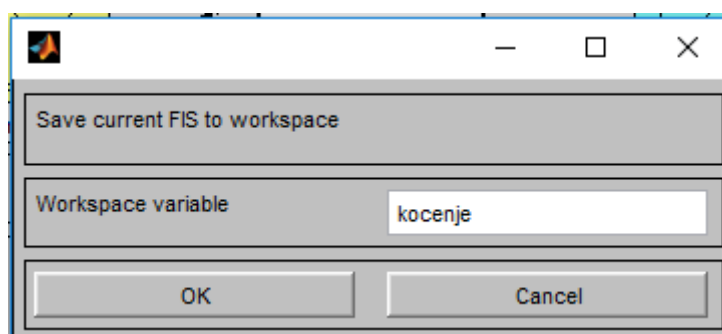 Save current FIS to workspace
Workspace variable
kocenje
OK
Cancel